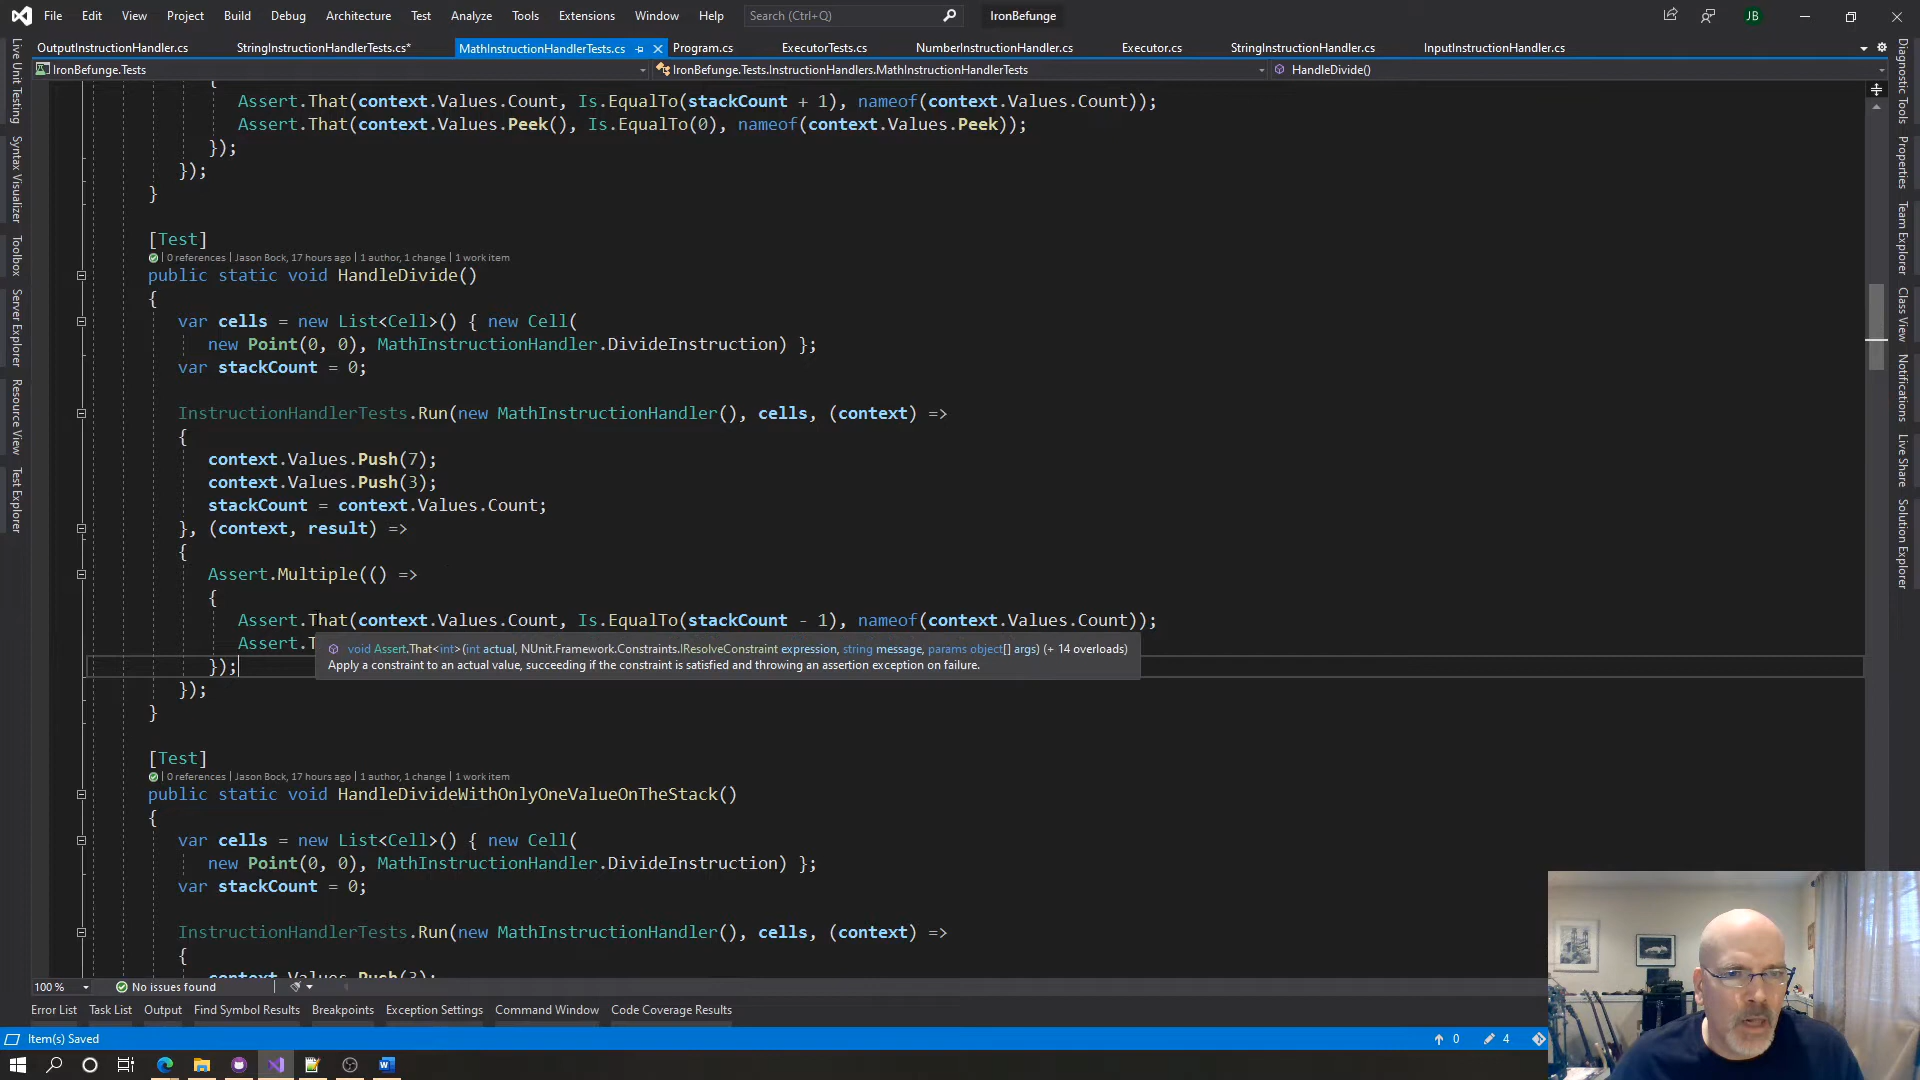 File Edit View Project Build Debug Architecture Test Analyze Tools Extensions Window Help Search (Ctrl+Q) IronBefunge JB
OutputInstructionHandler.cs StringInstructionHandlerTests.cs* MathInstructionHandlerTests.cs Program.cs ExecutorTests.cs NumberInstructionHandler.cs Executor.cs StringInstructionHandler.cs InputInstructionHandler.cs
IronBefunge.Tests IronBefunge.Tests.InstructionHandlers.MathInstructionHandlerTests HandleDivide()
Live Unit Testing
Syntax Visualizer
Toolbox
Server Explorer
Resource View
Test Explorer
{
Assert.That(context.Values.Count, Is.EqualTo(stackCount + 1), nameof(context.Values.Count));
Assert.That(context.Values.Peek(), Is.EqualTo(0), nameof(context.Values.Peek));
});
});
}
[Test]
0 references | Jason Bock, 17 hours ago | 1 author, 1 change | 1 work item
public static void HandleDivide()
{
var cells = new List<Cell>() { new Cell(
new Point(0, 0), MathInstructionHandler.DivideInstruction) };
var stackCount = 0;
InstructionHandlerTests.Run(new MathInstructionHandler(), cells, (context) =>
{
context.Values.Push(7);
context.Values.Push(3);
stackCount = context.Values.Count;
}, (context, result) =>
{
Assert.Multiple(() =>
{
Assert.That(context.Values.Count, Is.EqualTo(stackCount - 1), nameof(context.Values.Count));
Assert.T
void Assert.That<int>(int actual, NUnit.Framework.Constraints.IResolveConstraint expression, string message, params object[] args) (+ 14 overloads)
Apply a constraint to an actual value, succeeding if the constraint is satisfied and throwing an assertion exception on failure.
});
});
}
[Test]
0 references | Jason Bock, 17 hours ago | 1 author, 1 change | 1 work item
public static void HandleDivideWithOnlyOneValueOnTheStack()
{
var cells = new List<Cell>() { new Cell(
new Point(0, 0), MathInstructionHandler.DivideInstruction) };
var stackCount = 0;
InstructionHandlerTests.Run(new MathInstructionHandler(), cells, (context) =>
{
context.Values.Push(3);
Diagnostic Tools
Properties
Team Explorer
Class View
Notifications
Live Share
Solution Explorer
100 % No issues found
Error List Task List Output Find Symbol Results Breakpoints Exception Settings Command Window Code Coverage Results
Item(s) Saved 0 4